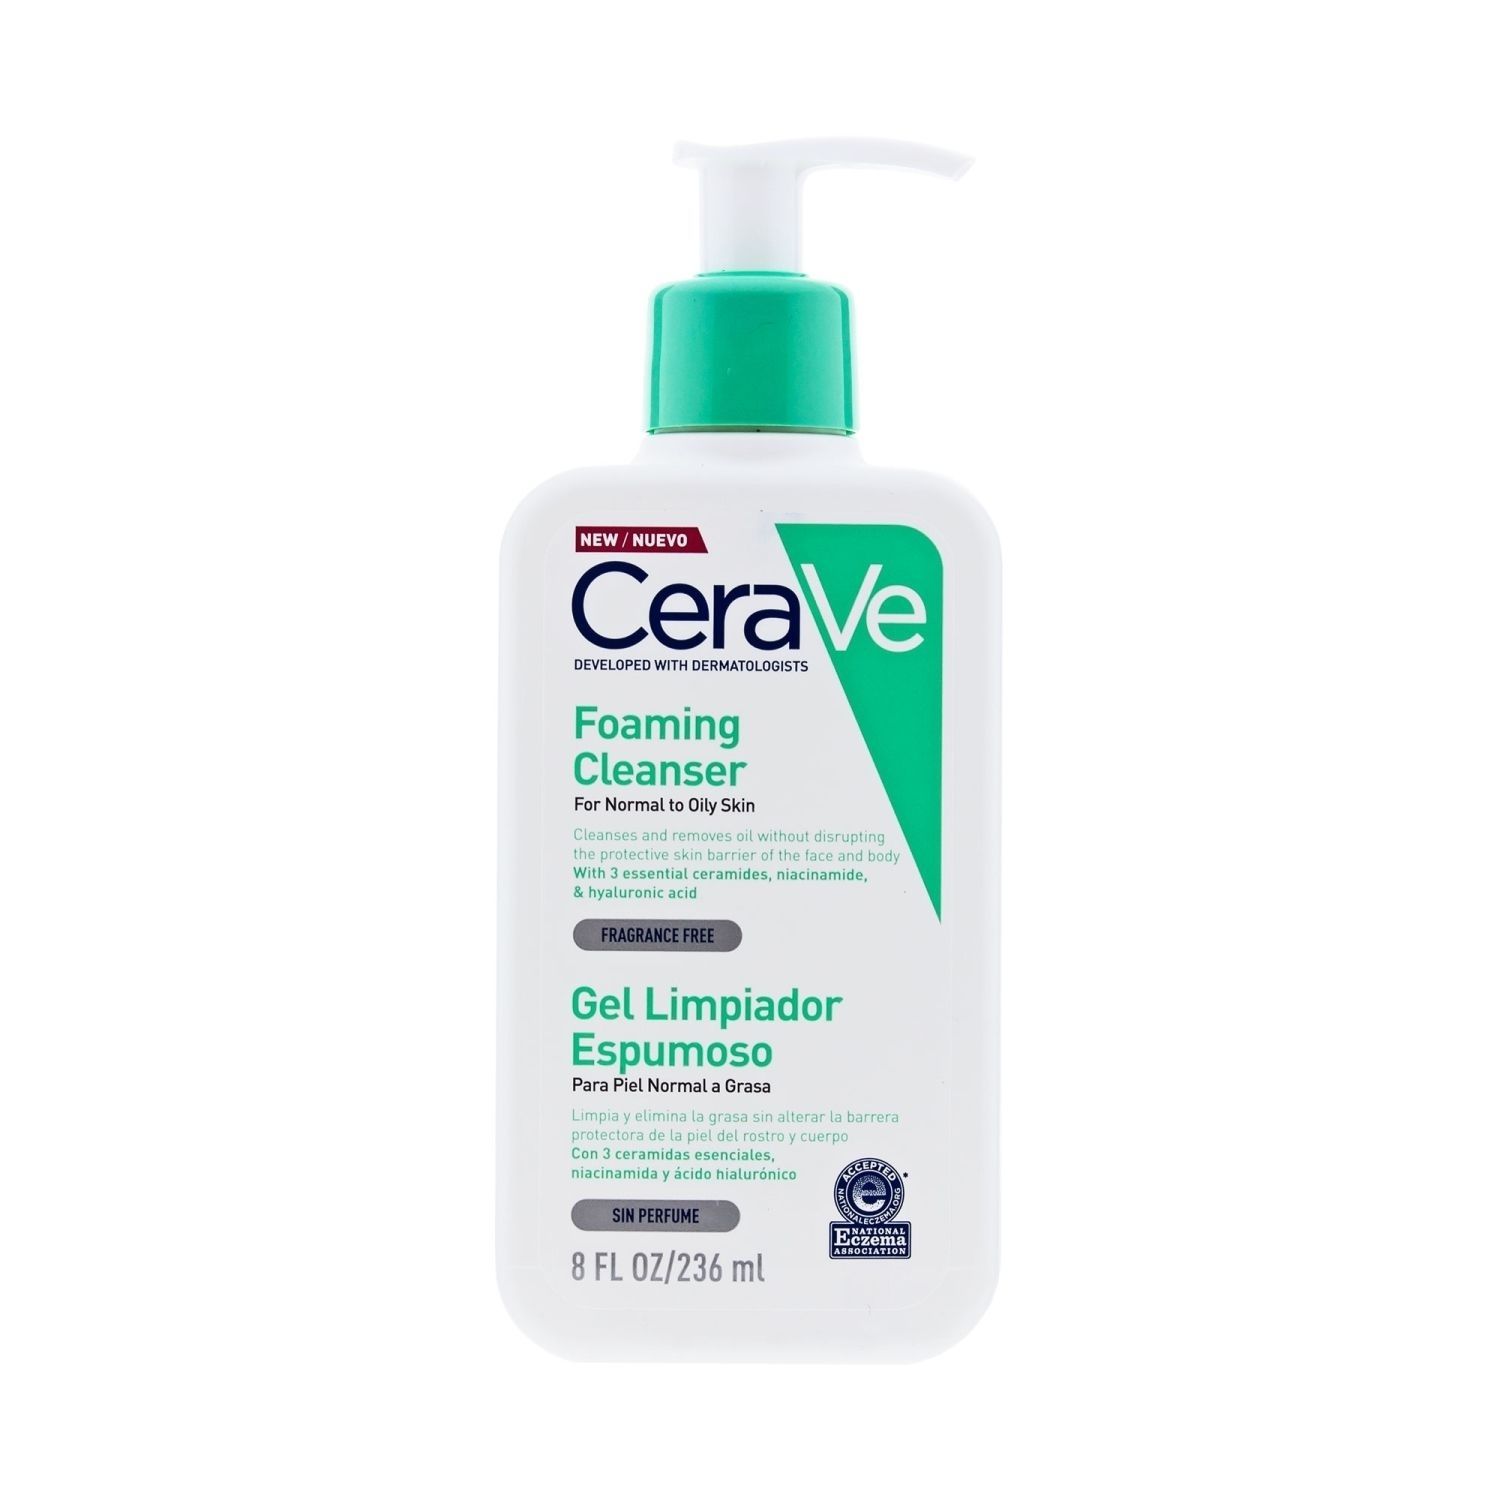 NEW / NUEVO
CeraVe
DEVELOPED WITH DERMATOLOGISTS
Foaming
Cleanser
For Normal to Oily Skin
Cleanses and removes oil without disrupting
the protective skin barrier of the face and body
With 3 essential ceramides, niacinamide,
& hyaluronic acid
FRAGRANCE FREE
Gel Limpiador
Espumoso
Para Piel Normal a Grasa
Limpia y elimina la grasa sin alterar la barrera
protectora de la piel del rostro y cuerpo
Con 3 ceramidas esenciales,
niacinamida y ácido hialurónico
SIN PERFUME
8 FL OZ/236 ml
ACCEPTED *
e
NATIONALECZEMA.ORG
NATIONAL
Eczema
ASSOCIATION